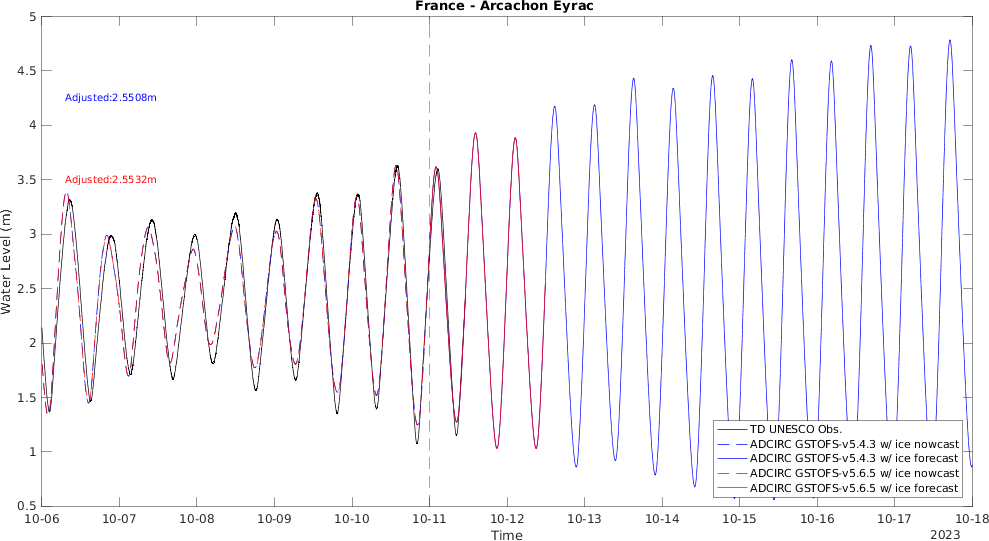 France - Arcachon Eyrac
5
4.5
4
3.5
3
2.5
2
1.5
1
0.5
Water Level (m)
Adjusted:2.5508m
Adjusted:2.5532m
TD UNESCO Obs.
ADCIRC GSTOFS-v5.4.3 w/ ice nowcast
ADCIRC GSTOFS-v5.4.3 w/ ice forecast
ADCIRC GSTOFS-v5.6.5 w/ ice nowcast
ADCIRC GSTOFS-v5.6.5 w/ ice forecast
10-06 10-07 10-08 10-09 10-10 10-11 10-12 10-13 10-14 10-15 10-16 10-17 10-18
Time
2023